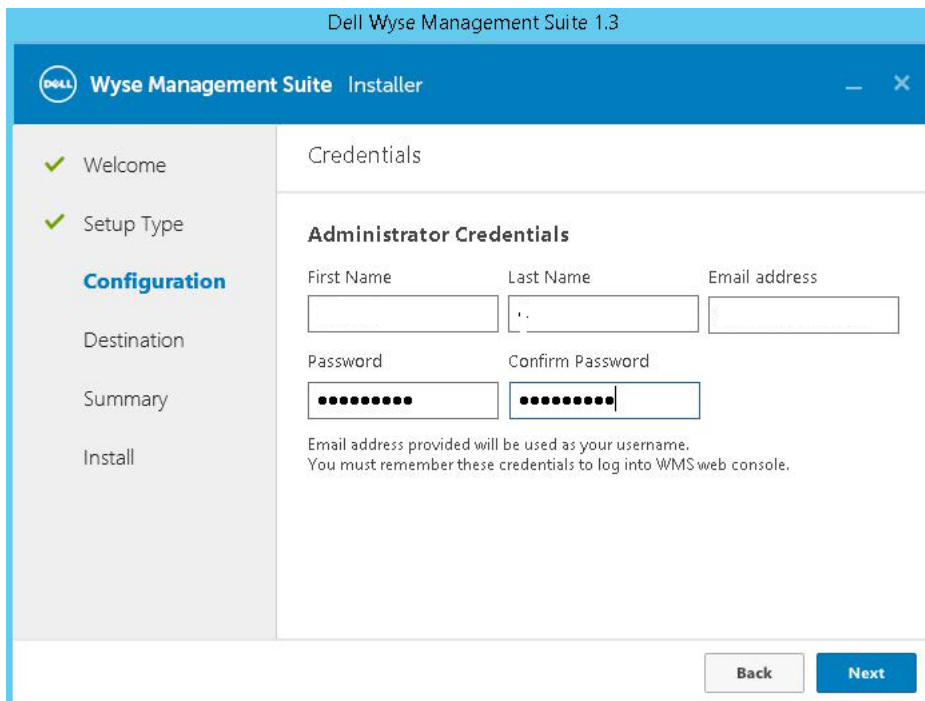 Dell Wyse Management Suite 1.3
DELL Wyse Management Suite Installer
Welcome
Setup Type
Configuration
Destination
Summary
Install
Credentials
Administrator Credentials
First Name Last Name Email address
Password Confirm Password
Email address provided will be used as your username.
You must remember these credentials to log into WMS web console.
Back Next